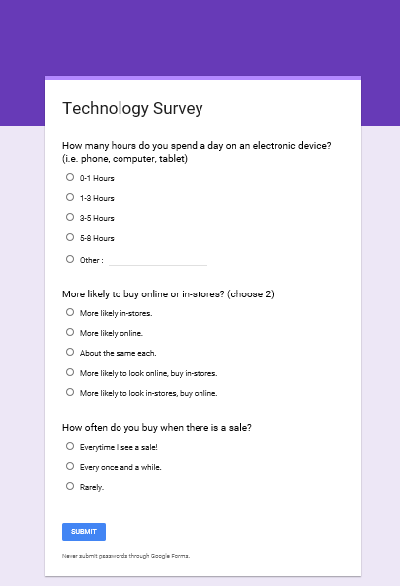 Technology Survey
How many hours do you spend a day on an electronic device?
(i.e. phone, computer, tablet)
0-1 Hours
1-3 Hours
3-5 Hours
5-8 Hours
Other :
More likely to buy online or in-stores? (choose 2)
More likely in-stores.
More likely online.
About the same each.
More likely to look online, buy in-stores.
More likely to look in-stores, buy online.
How often do you buy when there is a sale?
Everytime I see a sale!
Every once and a while.
Rarely.
SUBMIT
Never submit passwords through Google Forms.